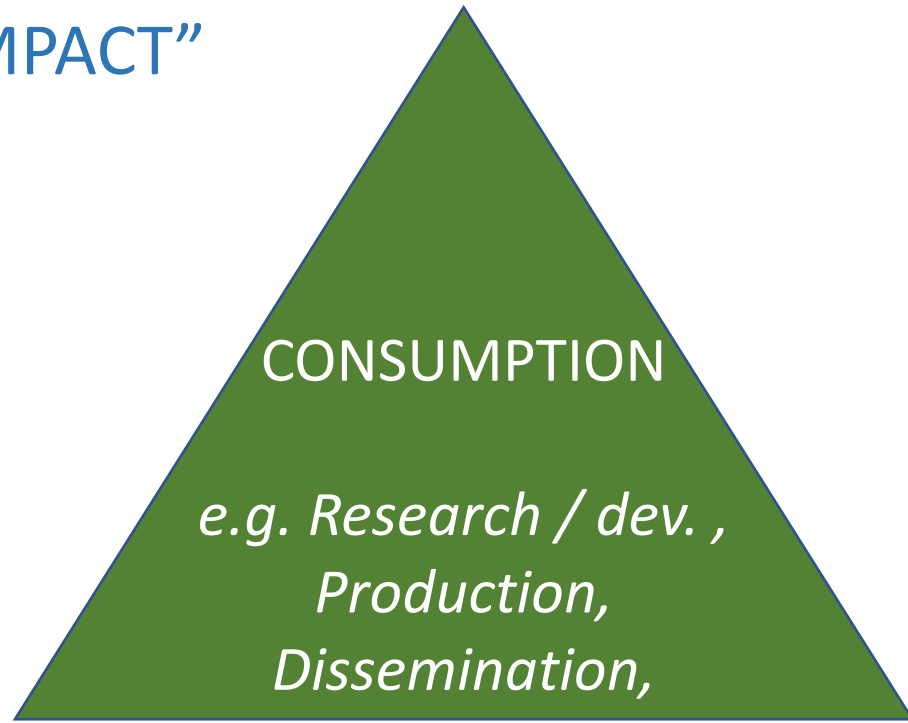 MPACT”
CONSUMPTION
e.g. Research / dev. ,
Production,
Dissemination,